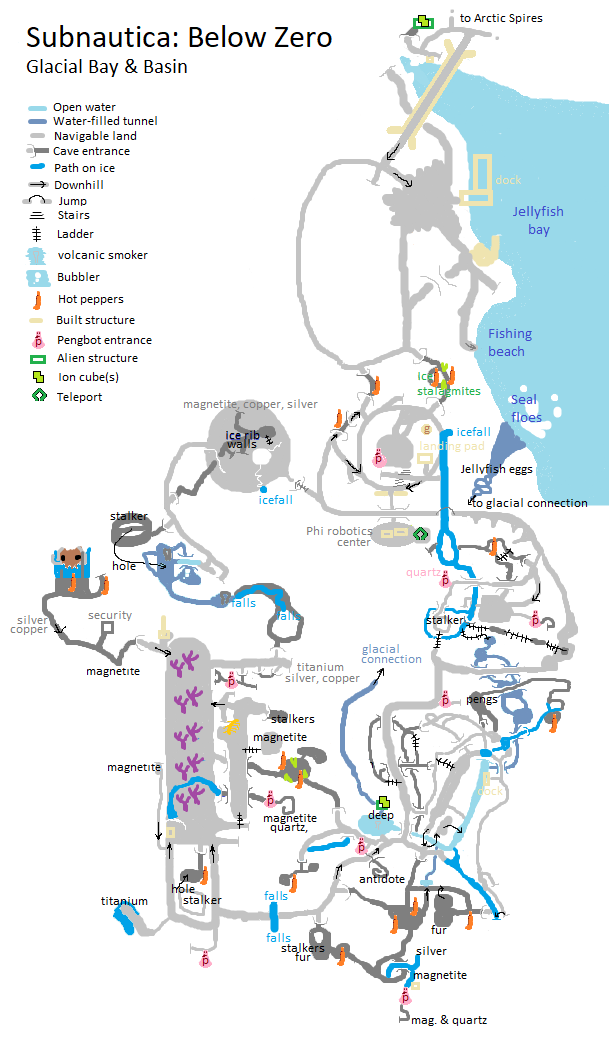 Subnautica: Below Zero
Glacial Bay & Basin
to Arctic Spires
Open water
Water-filled tunnel
Navigable land
Cave entrance
Path on ice
Downhill
Jump
Stairs
Ladder
volcanic smoker
Bubbler
Hot peppers
Built structure
Pengbot entrance
Alien structure
Ion cube(s)
Teleport
dock
Jellyfish
bay
Fishing
beach
ice
stalagmites
Seal
floes
magnetite, copper, silver
ice rib
walls
g
icefall
landing pad
p
Jellyfish eggs
icefall
to glacial connection
stalker
Phi robotics
center
hole
quartz
p
falls
falls
silver
copper
security
stalker
p
glacial
connection
magnetite
titanium
silver, copper
p
p
pengs
stalkers
magnetite
magnetite
dock
p
deep
magnetite
quartz,
p
antidote
hole
stalker
titanium
falls
falls
fur
stalkers
fur
silver
p
magnetite
p
mag. & quartz